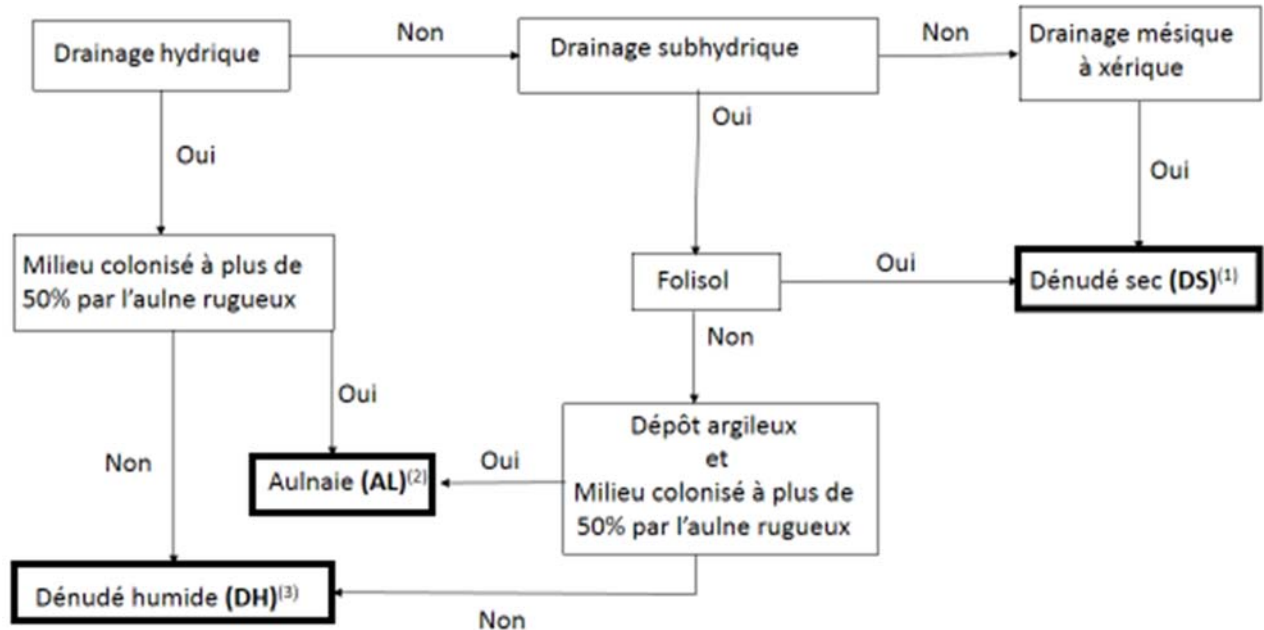 Drainage hydrique
Non
Drainage subhydrique
Non
Drainage mésique
à xérique
Oui
Oui
Oui
Milieu colonisé à plus de
50% par l'aulne rugueux
Folisol
Oui
Dénudé sec (DS)(1)
Non
Oui
Non
Aulnaie (AL)(2)
Oui
Dépôt argileux
et
Milieu colonisé à plus de
50% par l'aulne rugueux
Dénudé humide (DH)(3)
Non